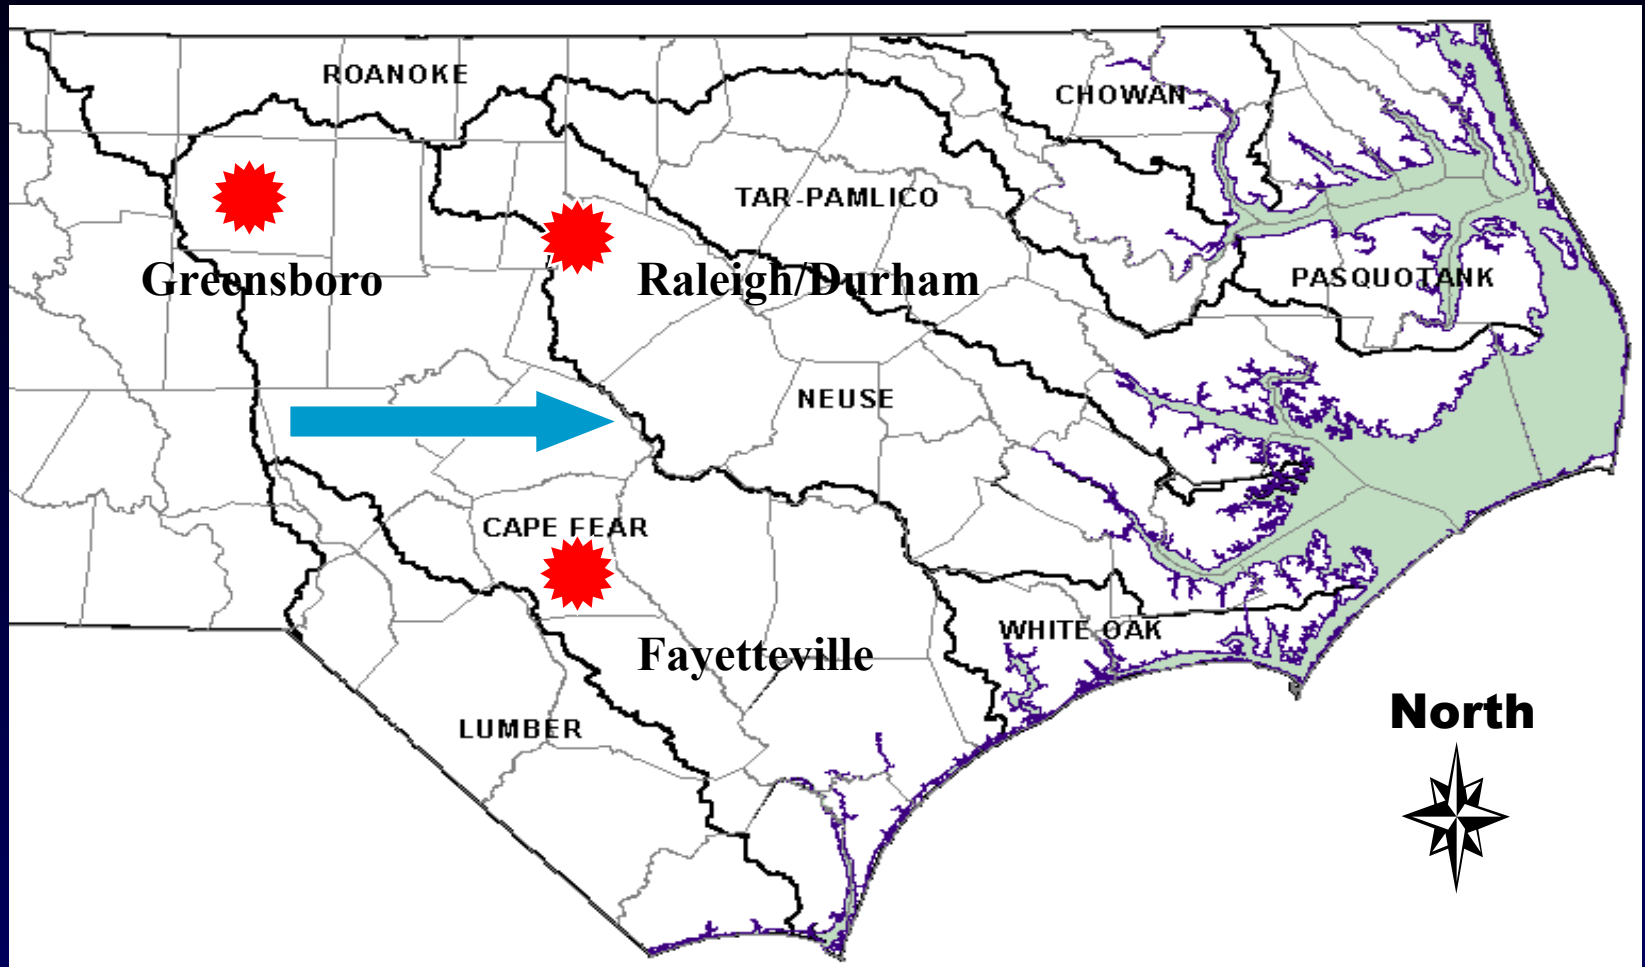 ROANOKE
CHOWAN
TAR-PAMLICO
Greensboro
Raleigh/Durham
PASQUOTANK
NEUSE
CAPE FEAR
WHITE OAK
Fayetteville
LUMBER
North